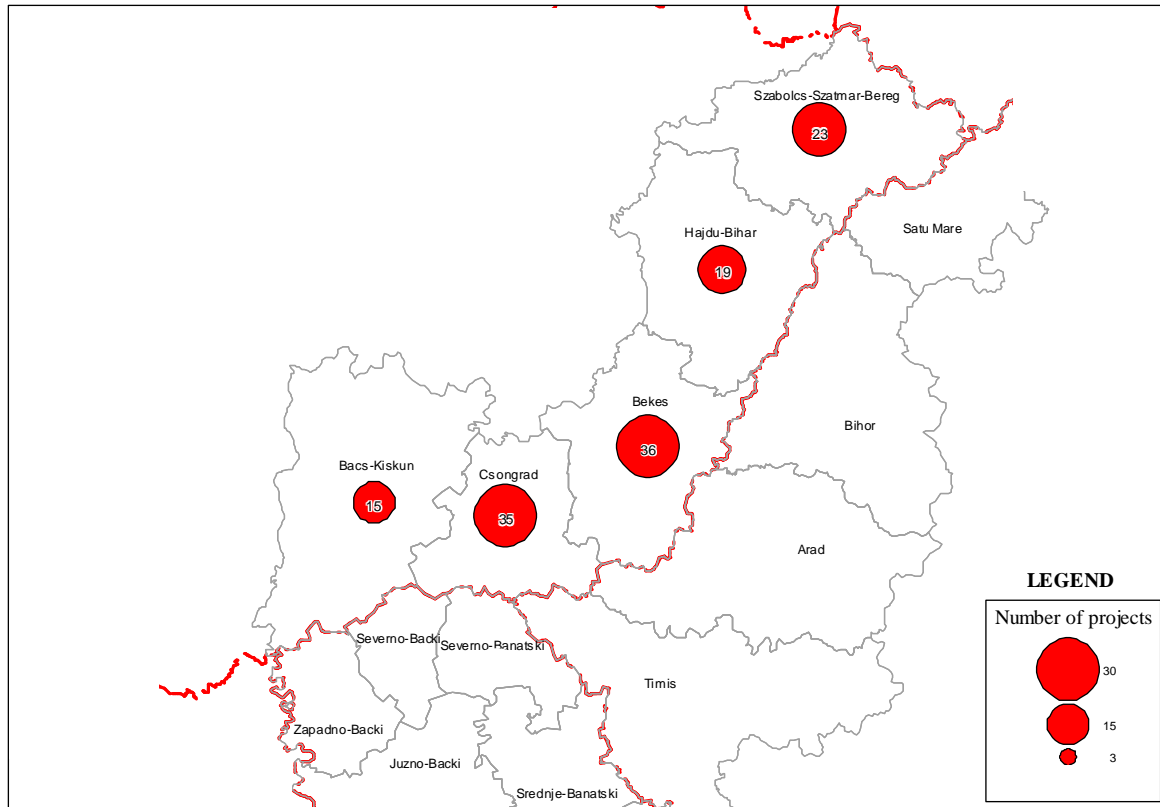 Szabolcs-Szatmar-Bereg
23
Satu Mare
Hajdu-Bihar
19
Bekes
36
Bihor
Bacs-Kiskun
15
Csongrad
35
Arad
Severno-Backi
Severno-Banatski
Timis
Zapadno-Backi
Juzno-Backi
Srednje-Banatski
LEGEND
Number of projects
30
15
3